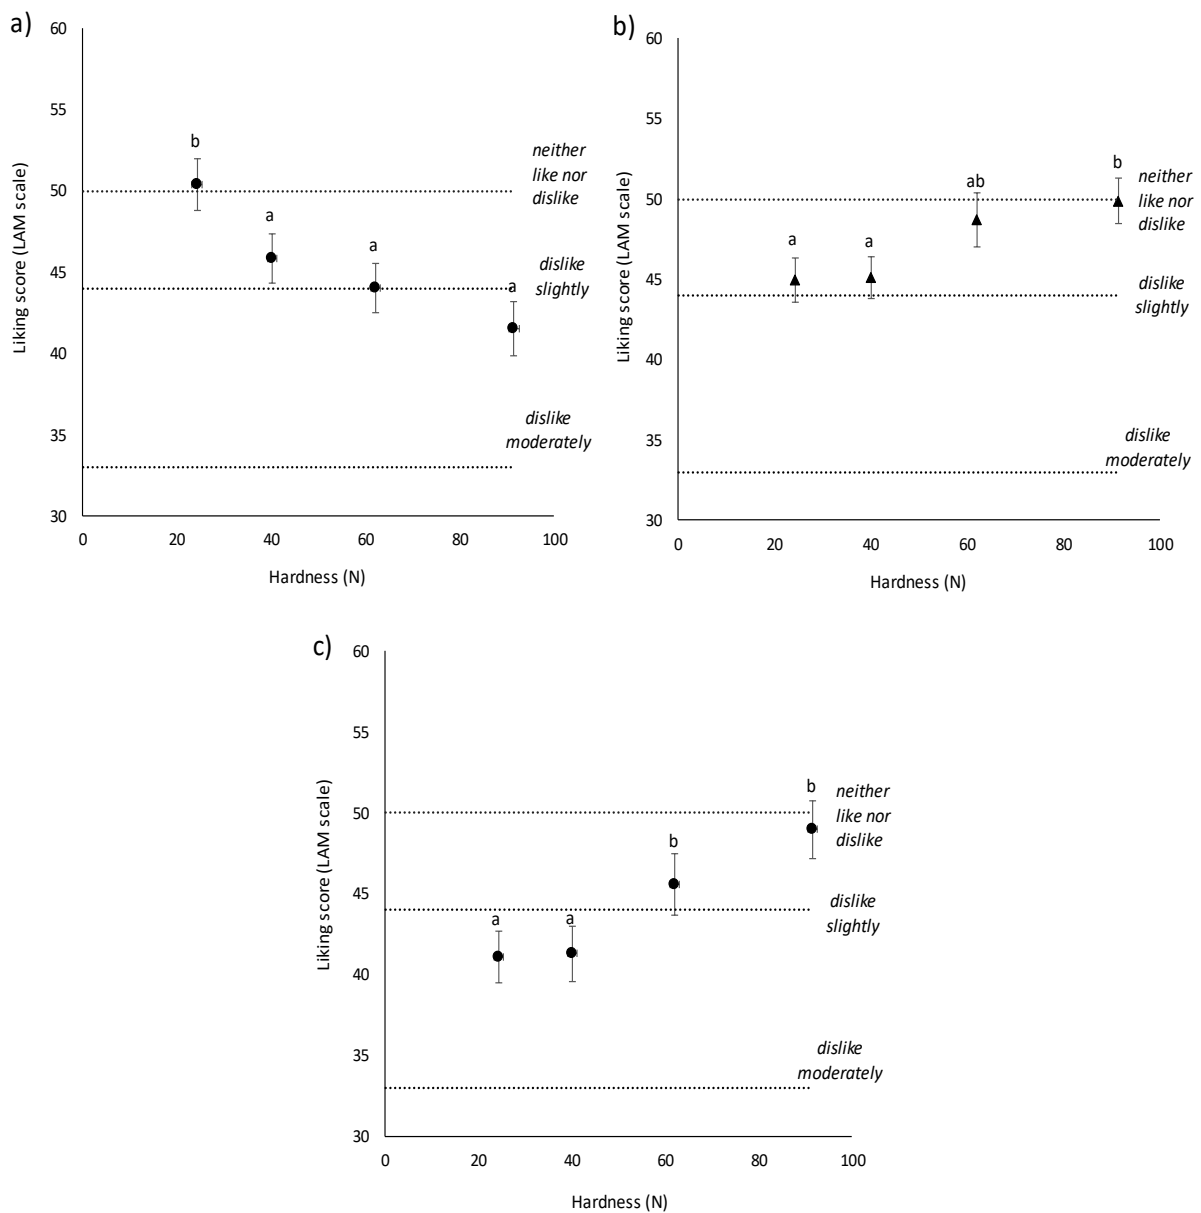 a)
60
55
50
45
40
35
30
Liking score (LAM scale)
b
a
a
a
neither
like nor
dislike
dislike
slightly
dislike
moderately
0 20 40 60 80 100
Hardness (N)
b)
60
55
50
45
40
35
30
Liking score (LAM scale)
a
a
ab
b
neither
like nor
dislike
dislike
slightly
dislike
moderately
0 20 40 60 80 100
Hardness (N)
c)
60
55
50
45
40
35
30
Liking score (LAM scale)
a
a
b
b
neither
like nor
dislike
dislike
slightly
dislike
moderately
0 20 40 60 80 100
Hardness (N)